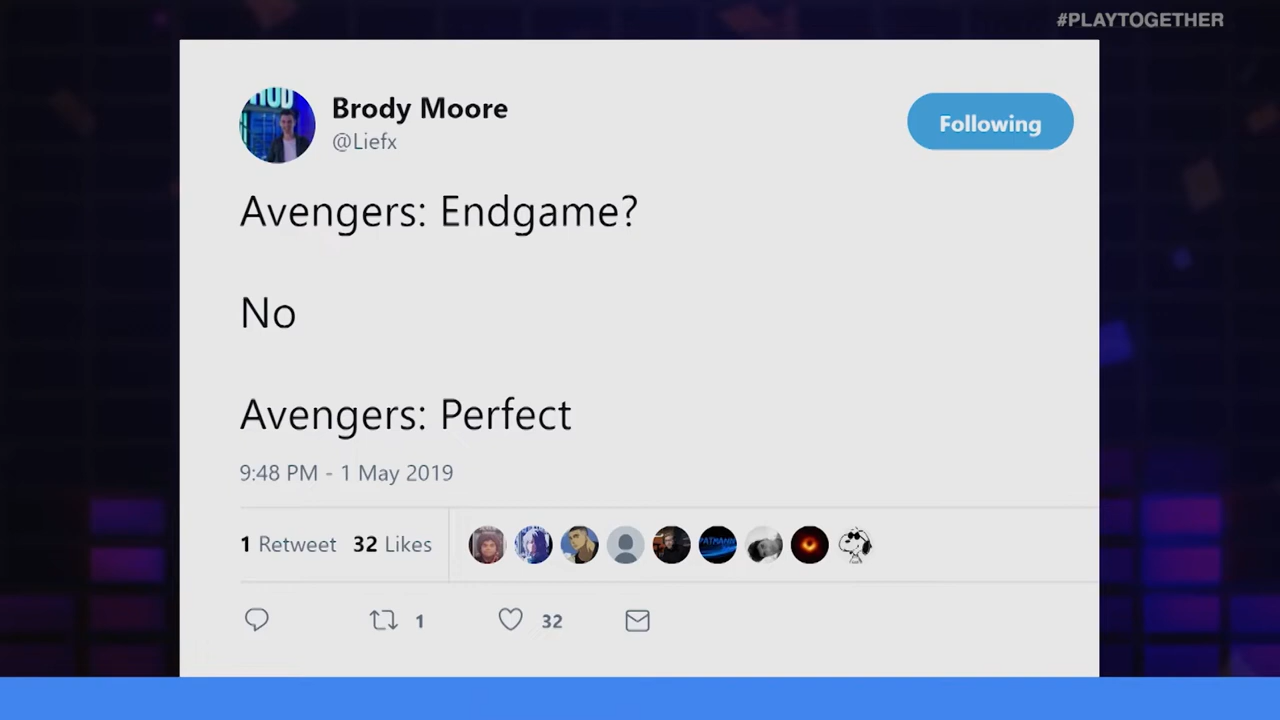 #PLAYTOGETHER
Brody Moore
@Liefx
Following
Avengers: Endgame?
No
Avengers: Perfect
9:48 PM - 1 May 2019
1 Retweet 32 Likes
1 32